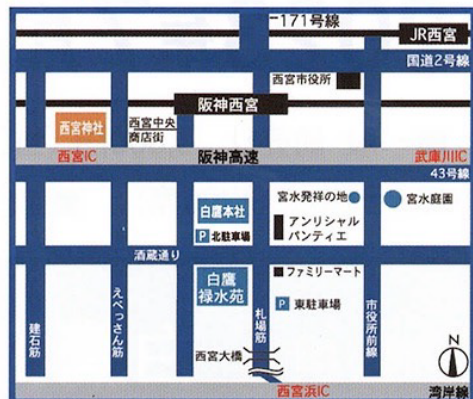 171号線
JR西宮
国道2号線
西宮市役所
阪神西宮
西宮神社
西宮中央
商店街
西宮IC
阪神高速
武庫川IC
43号線
白鷹本社
P 北駐車場
宮水発祥の地
宮水庭園
アンリシャル
パンティエ
酒蔵通り
白鷹
禄水苑
ファミリーマート
P 東駐車場
建石筋
えべっさん筋
札場筋
市役所前線
西宮大橋
N
西宮浜IC
湾岸線